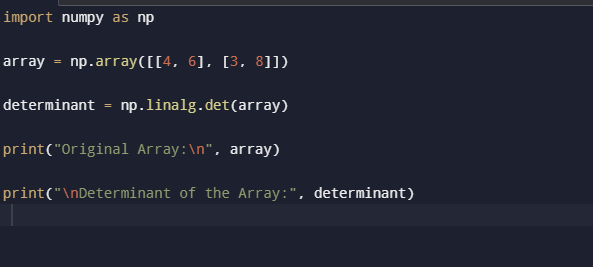 import numpy as np
array = np.array([[4, 6], [3, 8]])
determinant = np.linalg.det(array)
print("Original Array:\n", array)
print("\nDeterminant of the Array:", determinant)